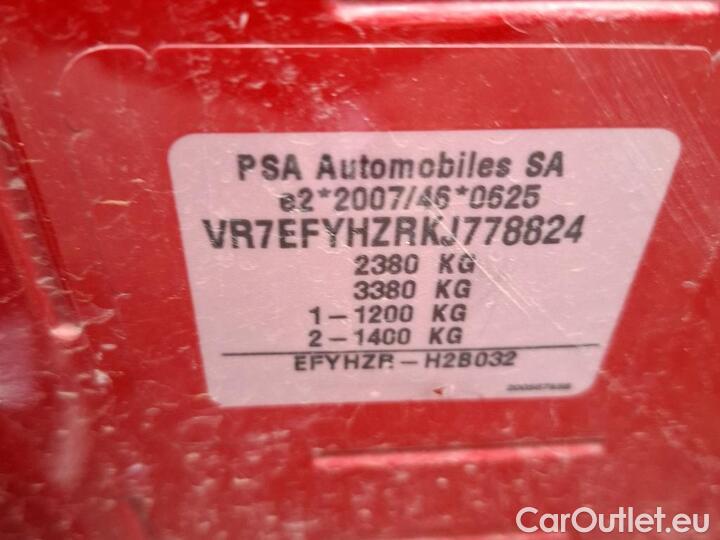 PSA Automobiles SA
e2*2007/46*0625
VR7EFYHZRKJ778824
2380 KG
3380 KG
1-1200 KG
2-1400 KG
EFYHZR-H2B032
CarOutlet.eu